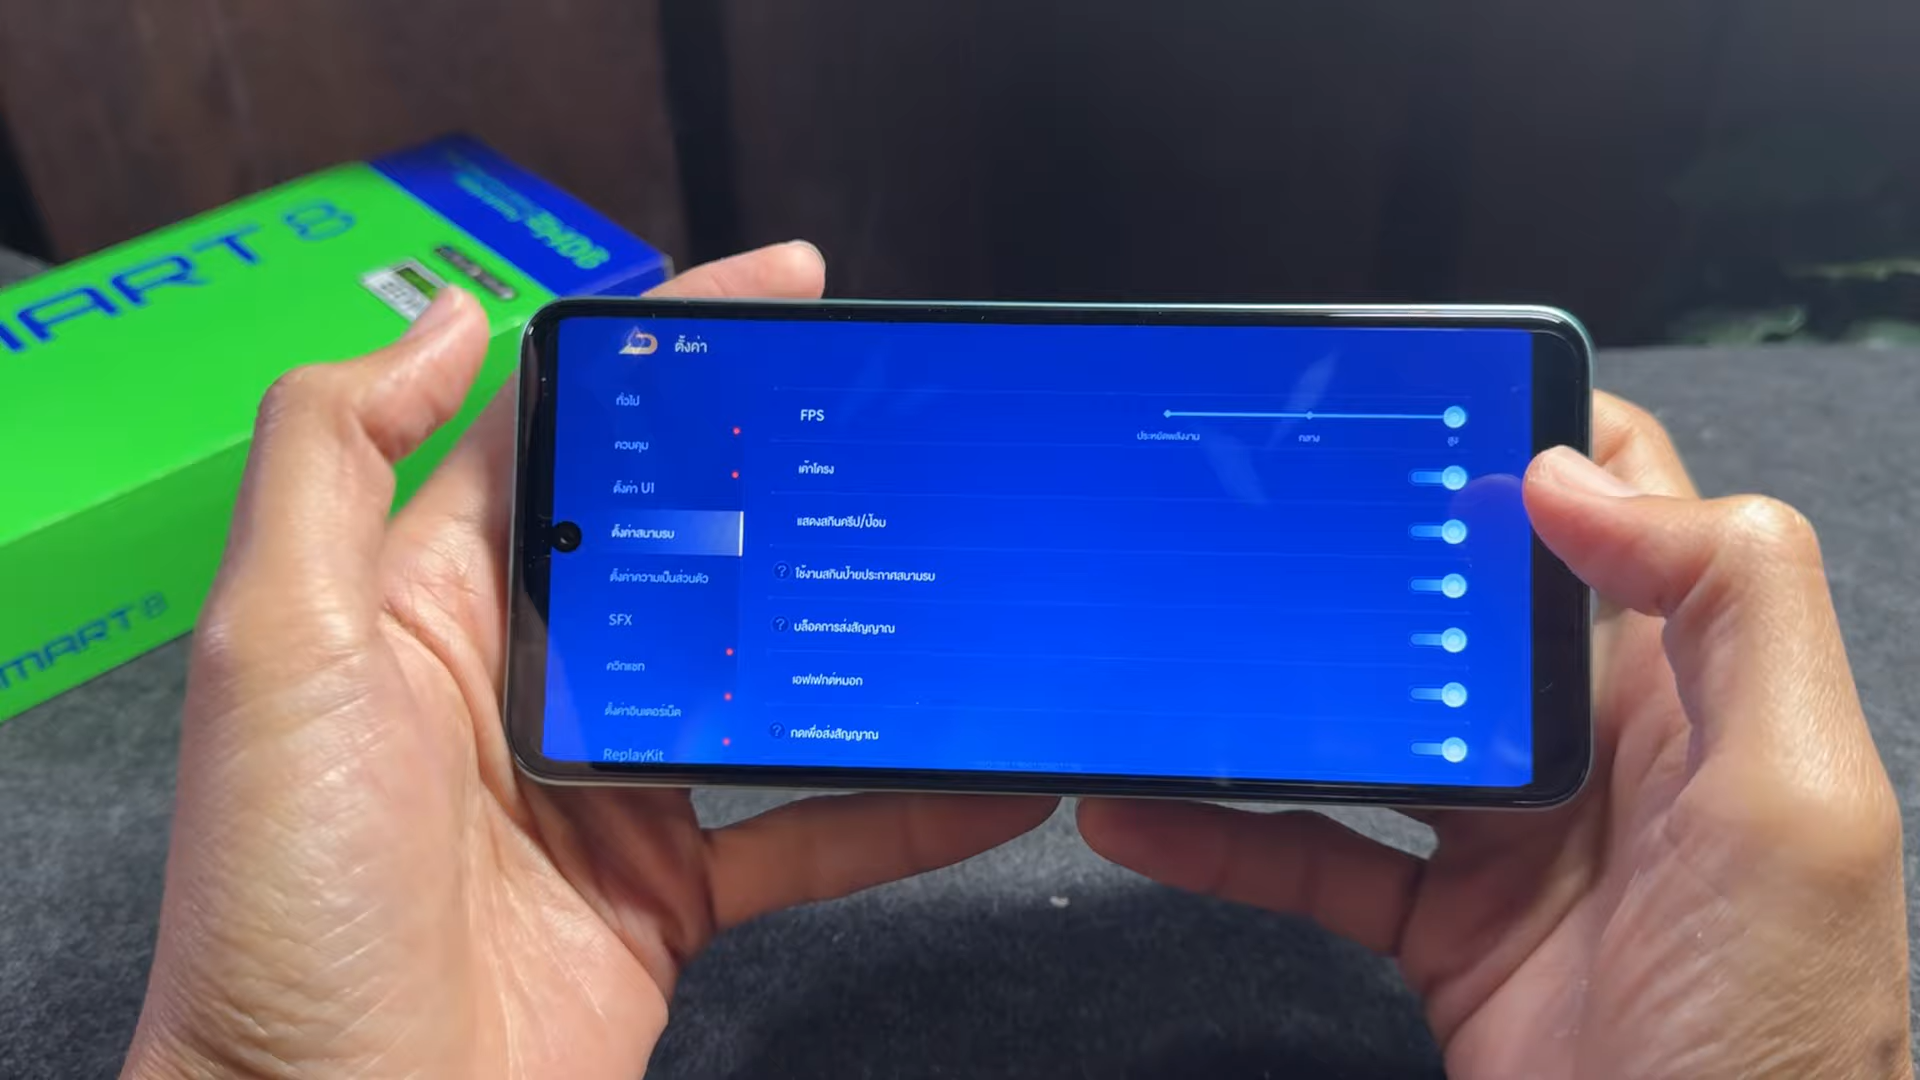 MART 8
MART 8
ตั้งค่า
ทั่วไป
ควบคุม
ตั้งค่า UI
ตั้งค่าสนามรบ
ตั้งค่าความเป็นส่วนตัว
SFX
ควิกแชท
ตั้งค่าอินเตอร์เน็ต
ReplayKit
FPS
ประหยัดพลังงาน
กลาง
สูง
เค้าโครง
แสดงสกินครีป/ป้อม
? ใช้งานสกินป้ายประกาศสนามรบ
? บล็อคการส่งสัญญาณ
เอฟเฟกต์หมอก
? กดเพื่อส่งสัญญาณ